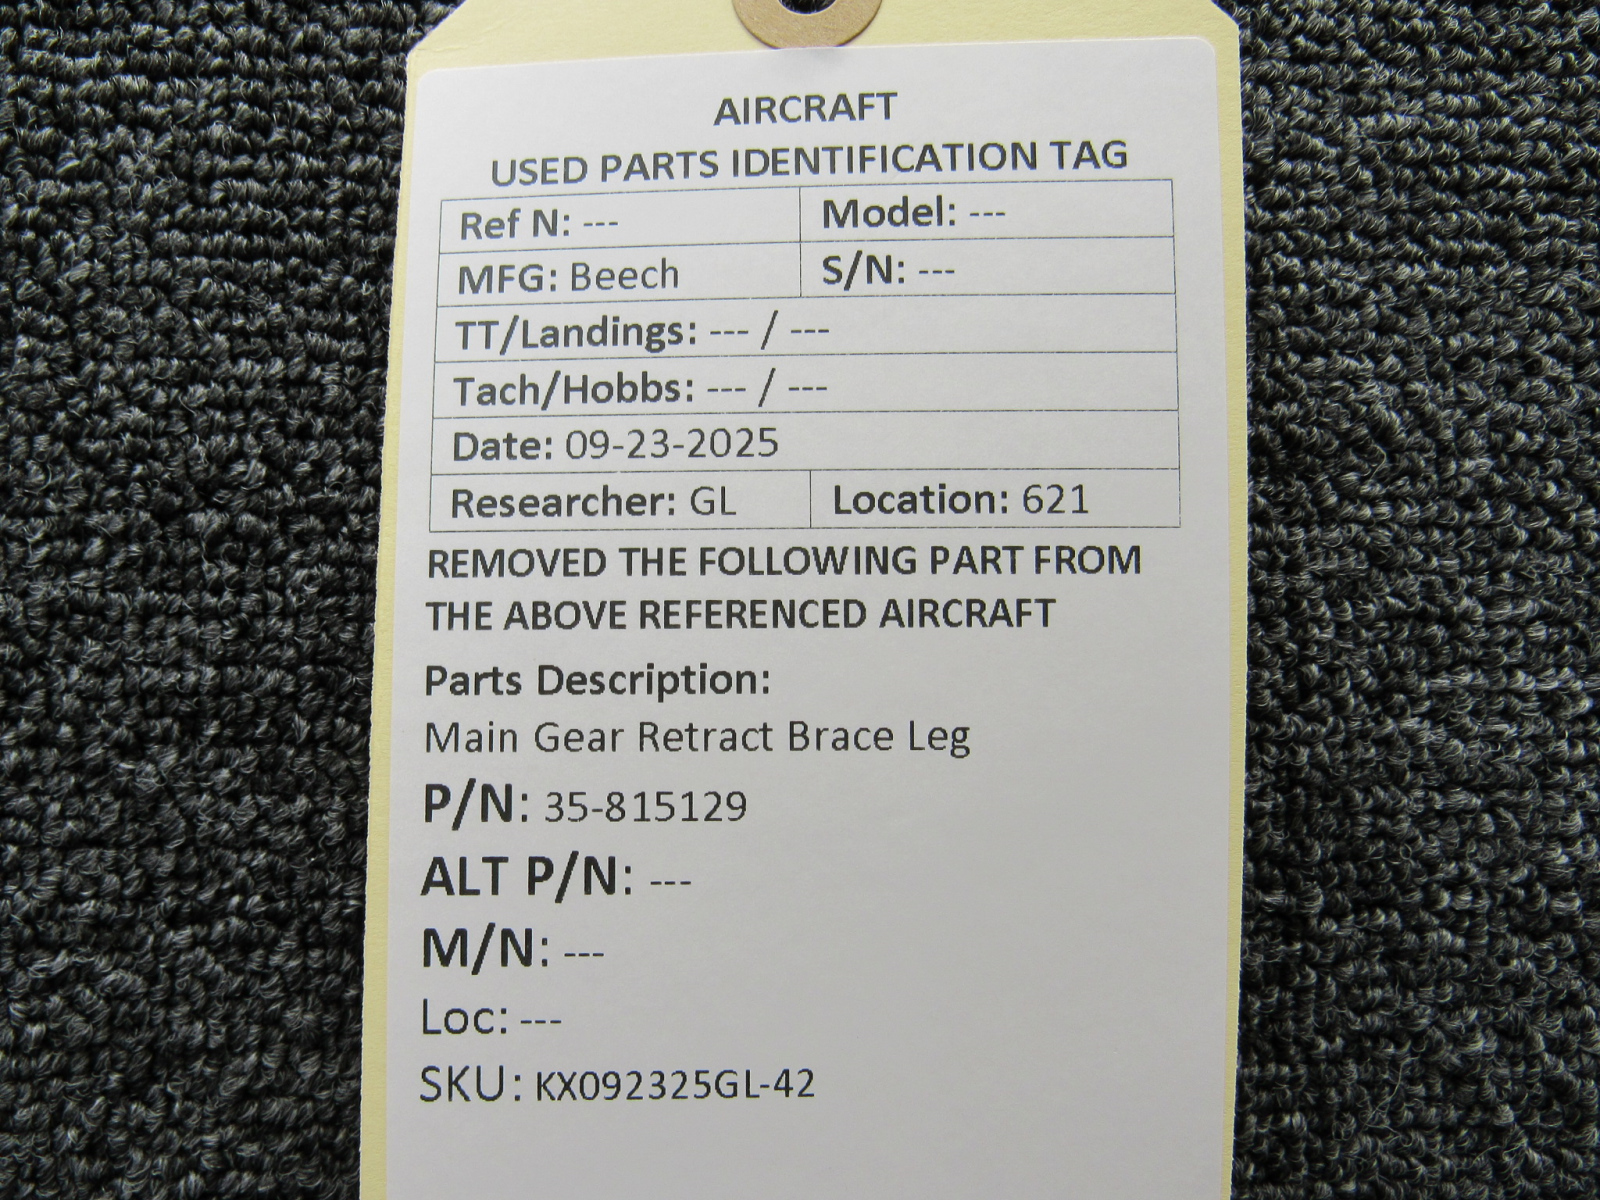 AIRCRAFT
USED PARTS IDENTIFICATION TAG
Ref N: --- Model: ---
MFG: Beech S/N: ---
TT/Landings: --- / ---
Tach/Hobbs: --- / ---
Date: 09-23-2025
Researcher: GL Location: 621
REMOVED THE FOLLOWING PART FROM
THE ABOVE REFERENCED AIRCRAFT
Parts Description:
Main Gear Retract Brace Leg
P/N: 35-815129
ALT P/N: ---
M/N: ---
Loc: ---
SKU: KX092325GL-42